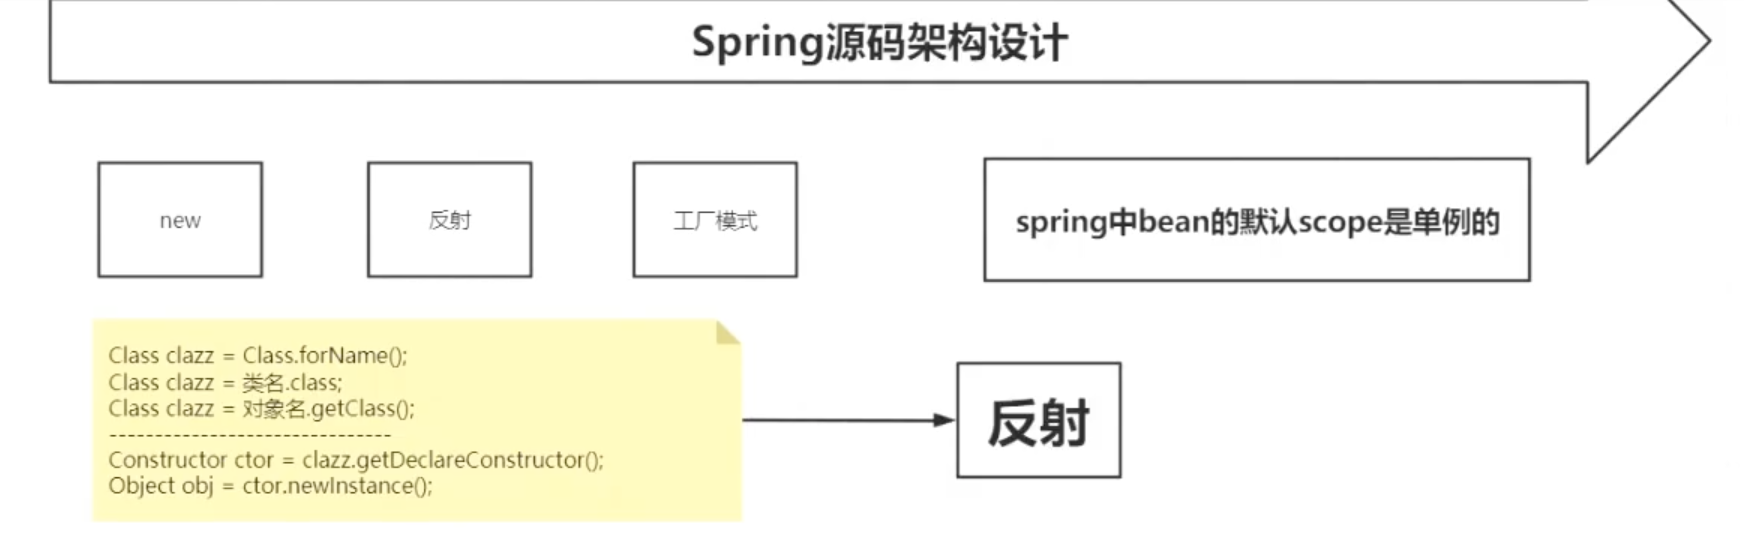 Spring源码架构设计
new
反射
工厂模式
spring中bean的默认scope是单例的
Class clazz = Class.forName();
Class clazz = 类名.class;
Class clazz = 对象名.getClass();
-------------------------------
Constructor ctor = clazz.getDeclareConstructor();
Object obj = ctor.newInstance();
反射